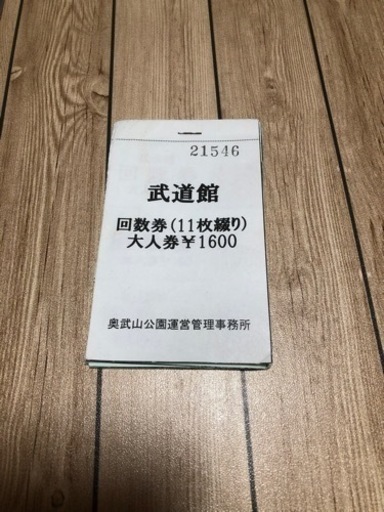 21546
武道館
回数券(11枚綴り)
大人券￥1600
奥武山公園運営管理事務所